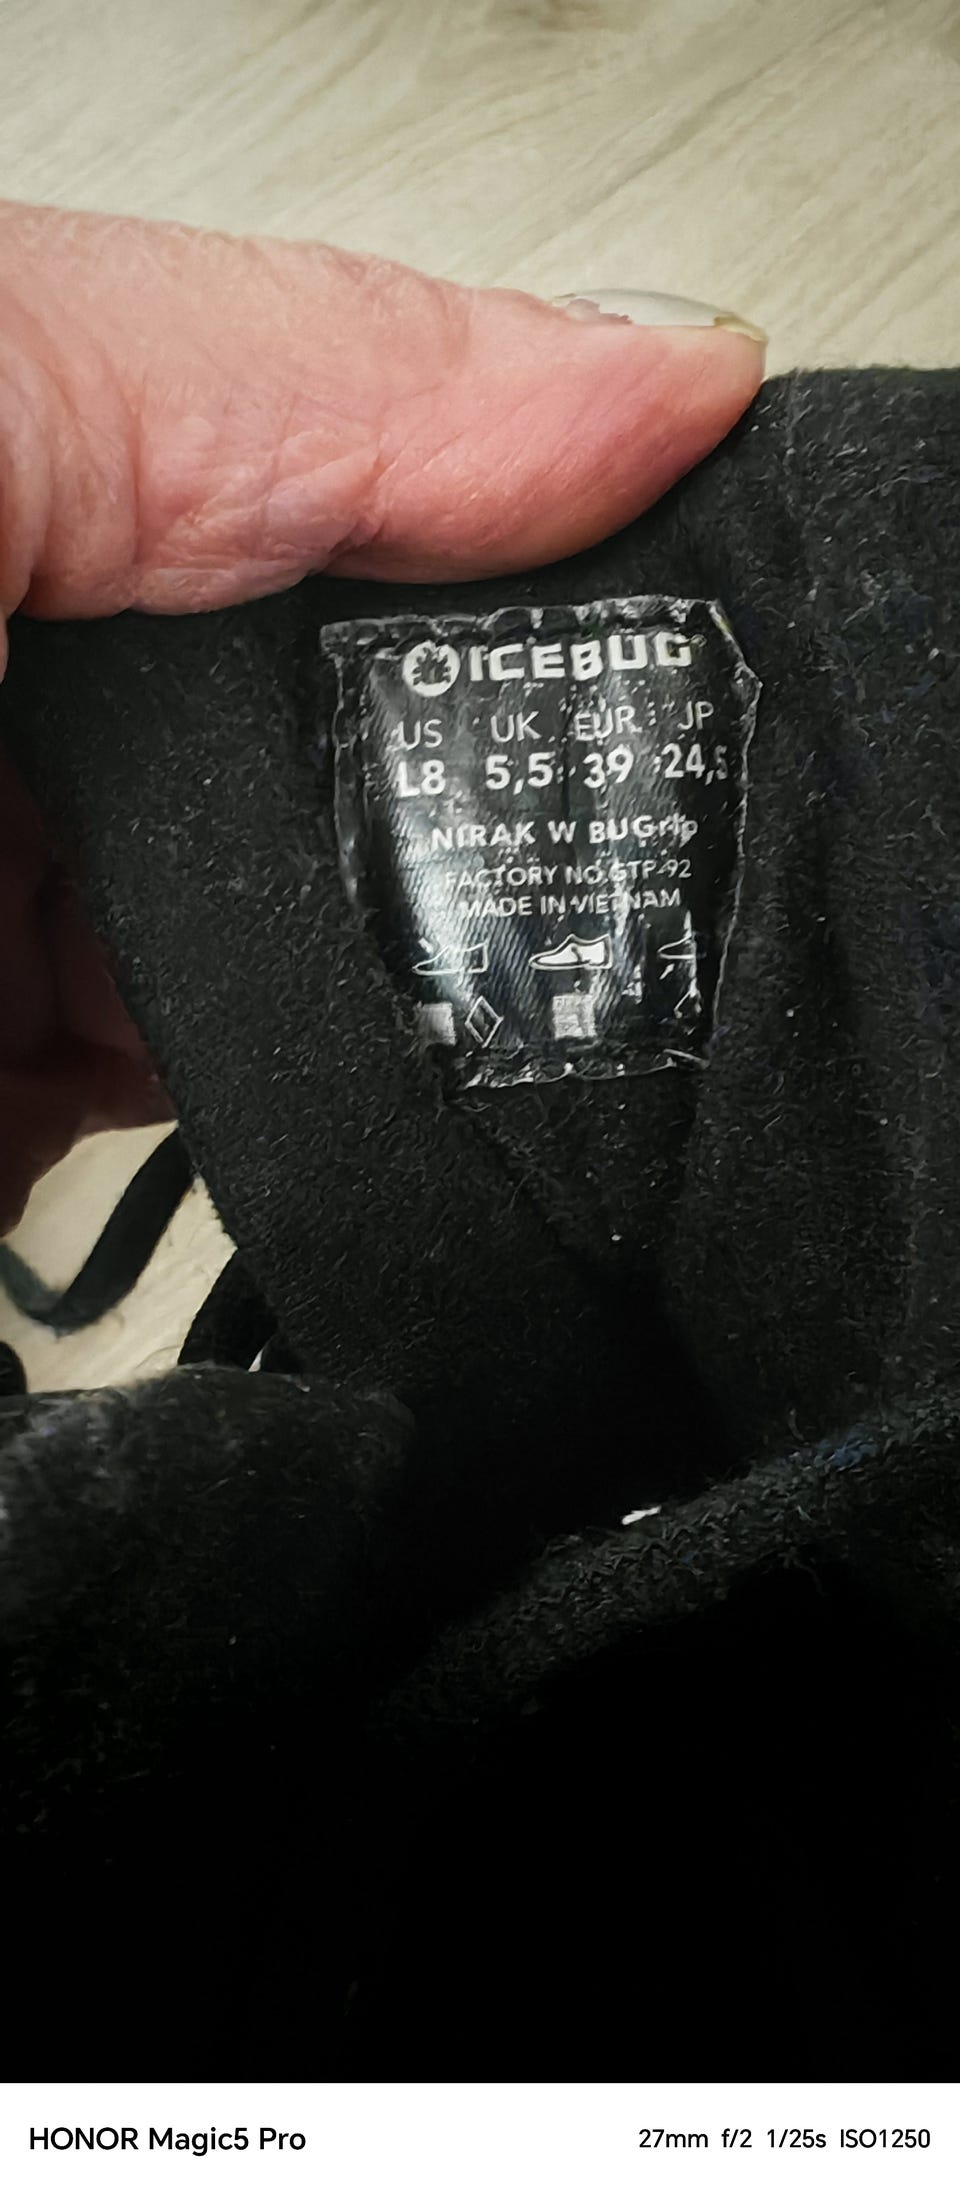 ICEBUG
US UK EUR JP
L8 5,5 39 24,5
NIRAK W BUGrip
FACTORY NO.STP-92
MADE IN VIETNAM
HONOR Magic5 Pro
27mm f/2 1/25s ISO1250